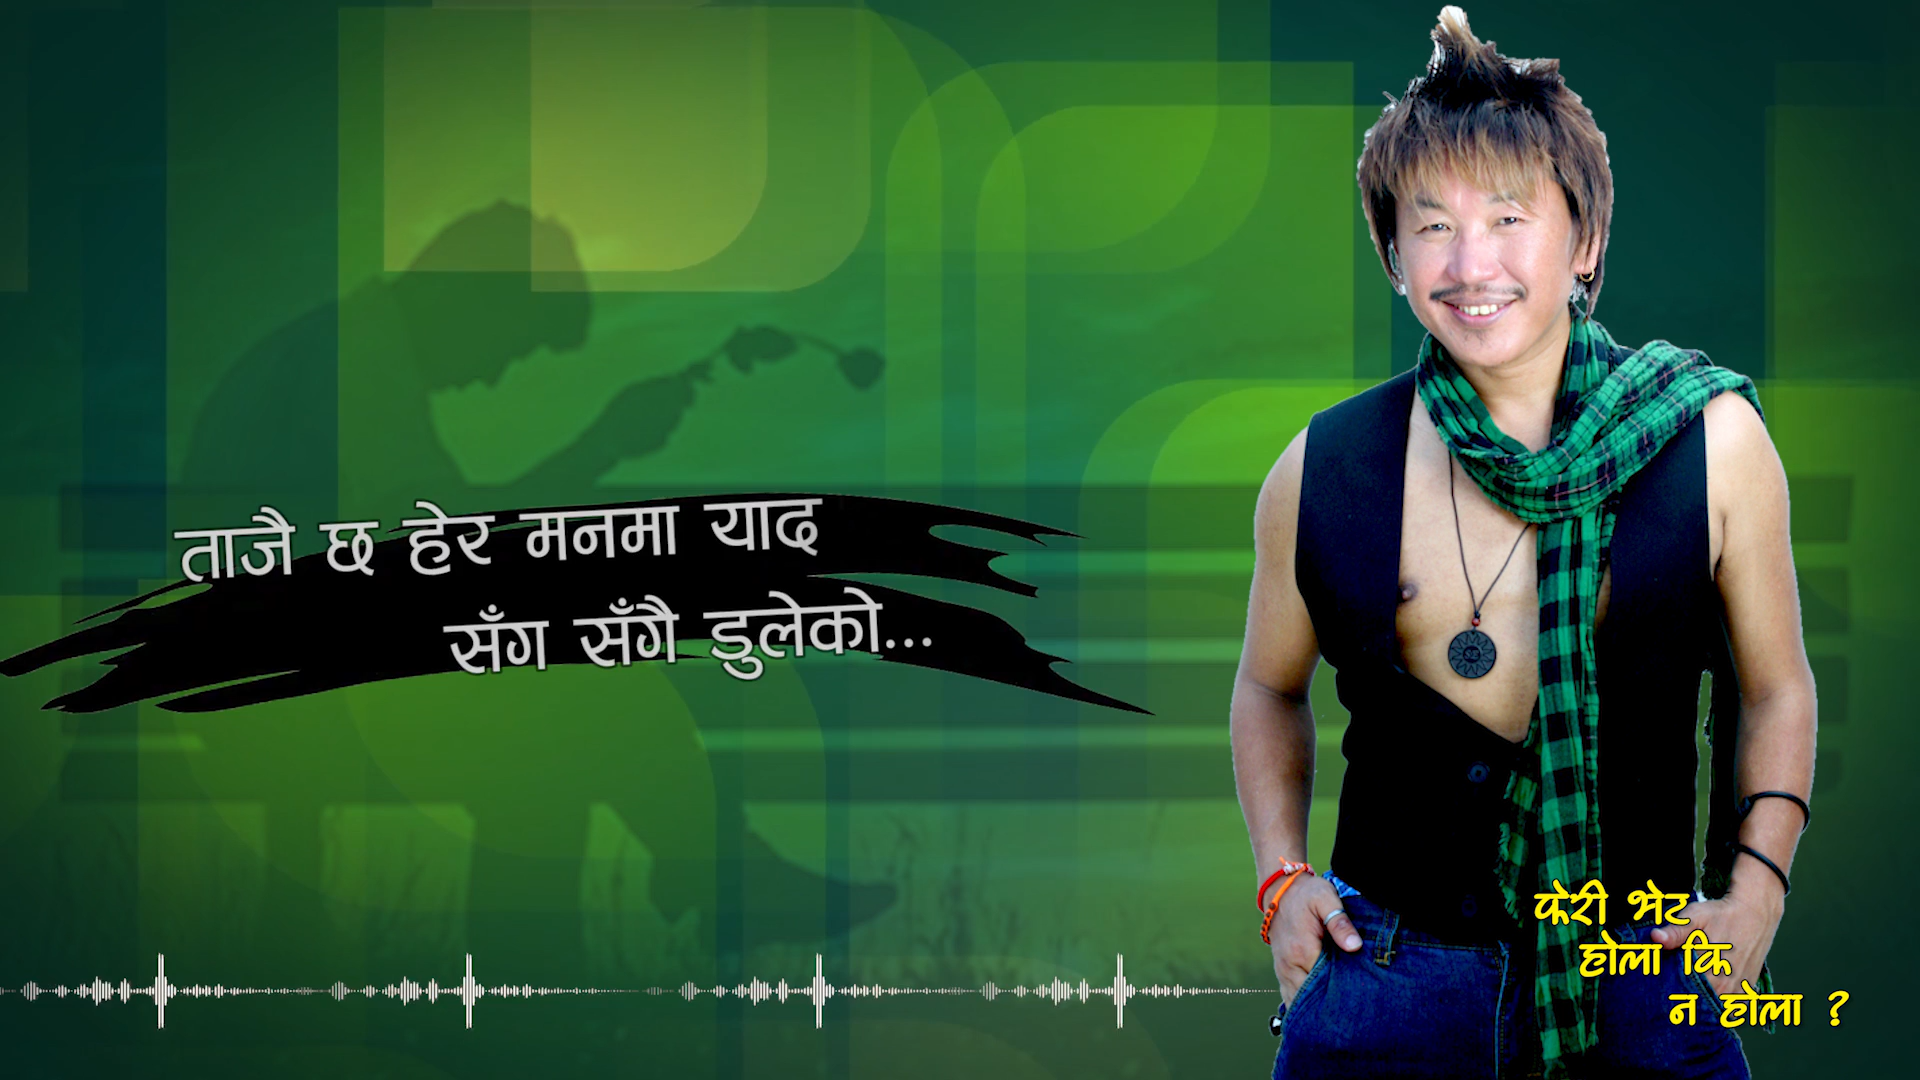 ताजै छ हेर मनमा याद
सँग सँगै डुलेको...
फेरी भेट
होला कि
न होला ?